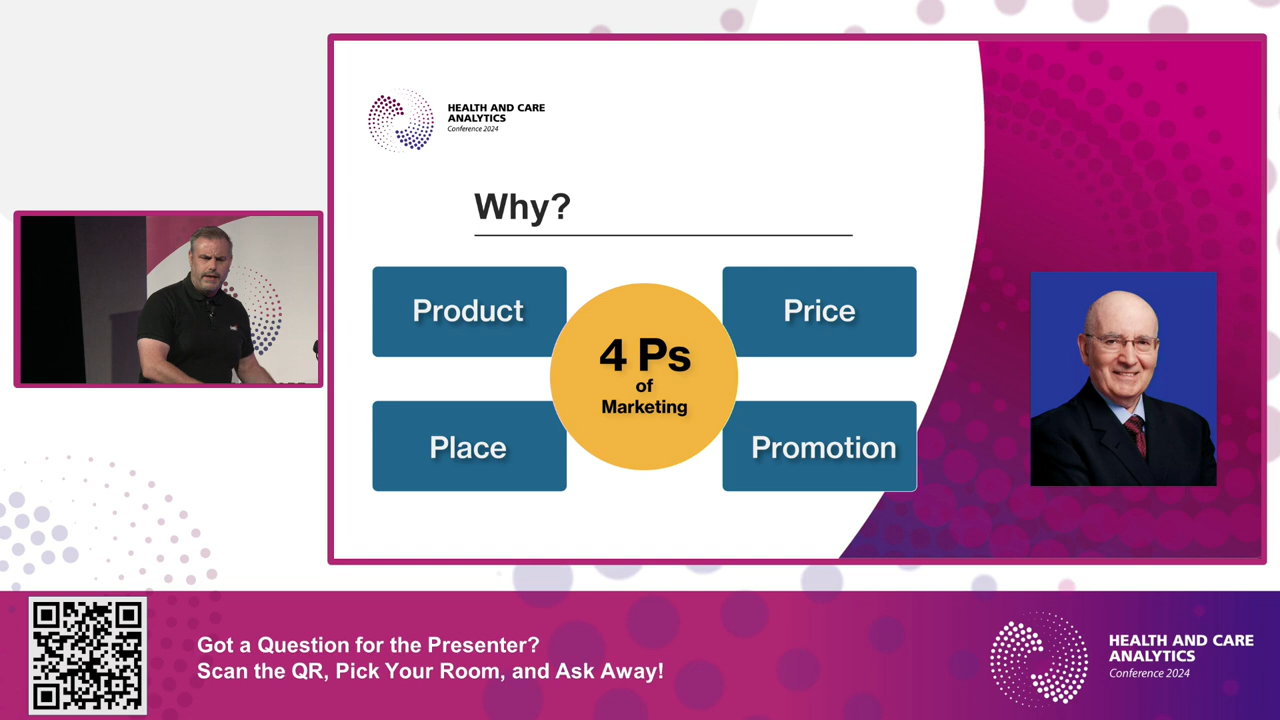 HEALTH AND CARE
ANALYTICS
Conference 2024
Why?
Product
Price
4 Ps
of
Marketing
Place
Promotion
Got a Question for the Presenter?
Scan the QR, Pick Your Room, and Ask Away!
HEALTH AND CARE
ANALYTICS
Conference 2024